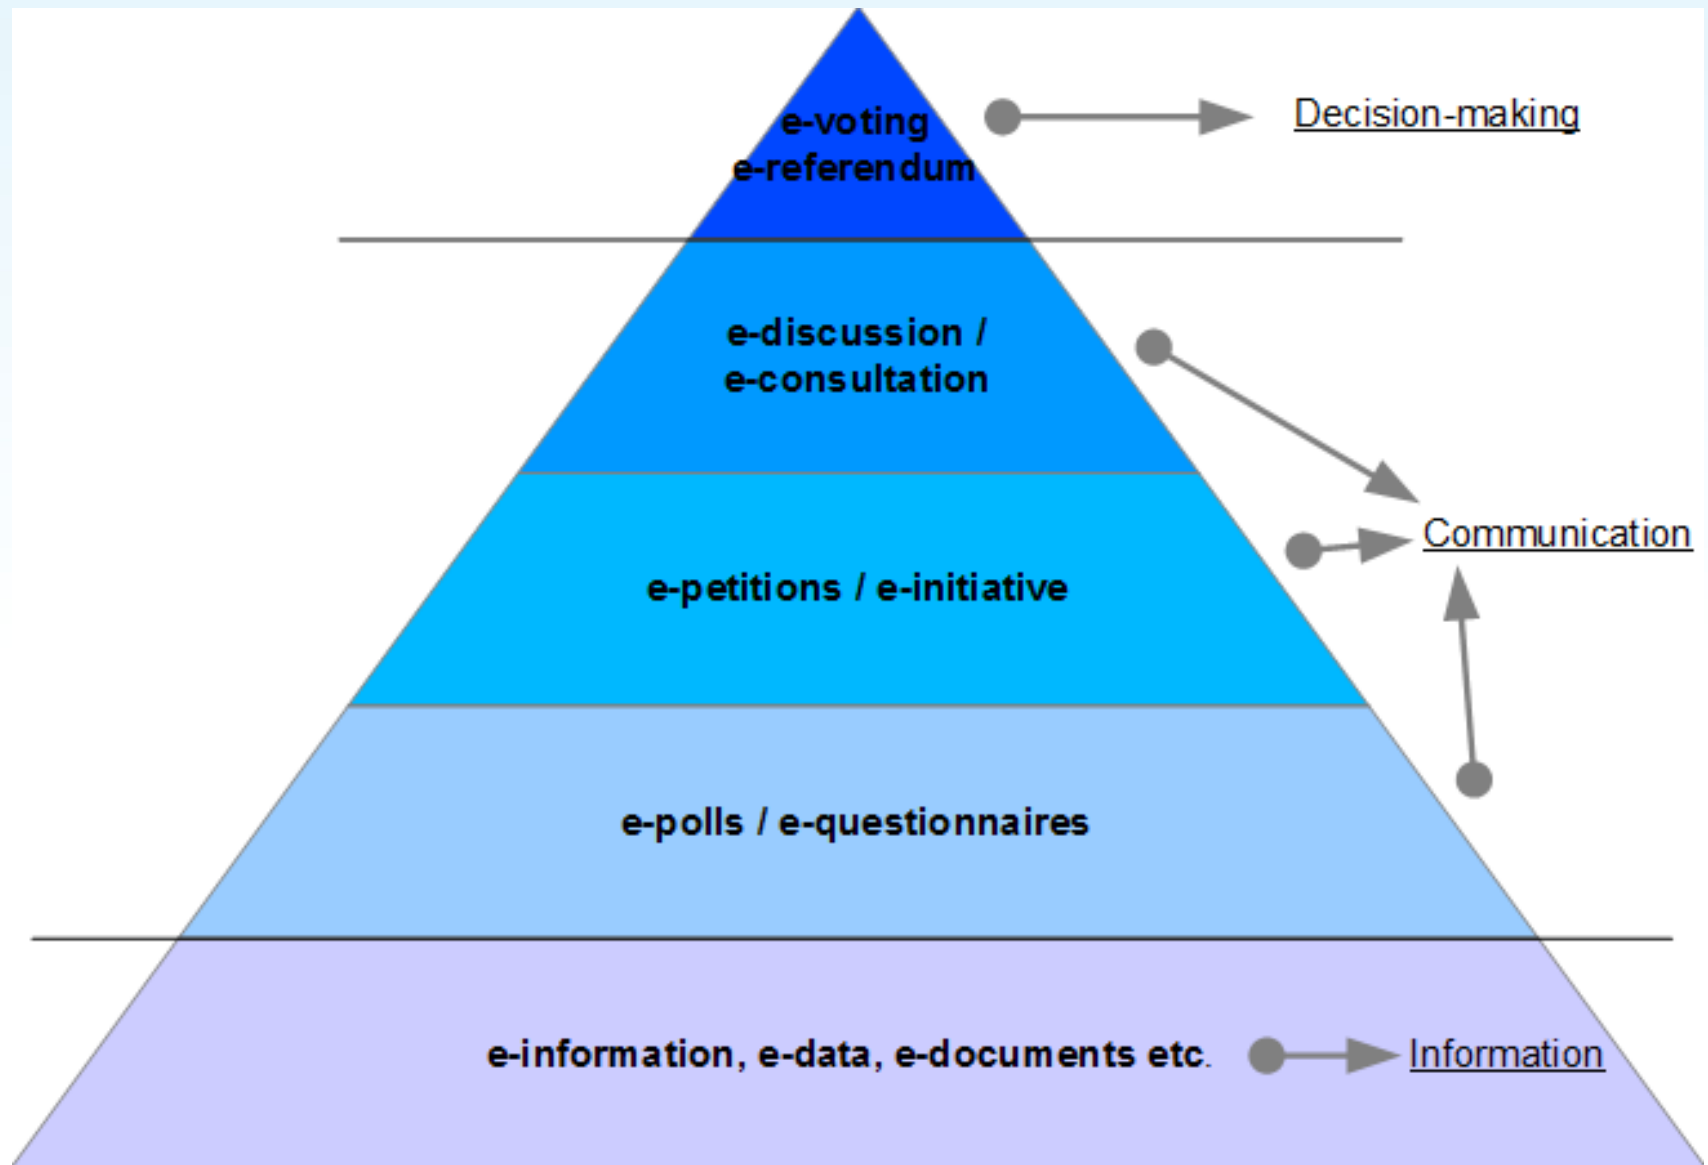 e-voting
e-referendum
Decision-making
e-discussion /
e-consultation
Communication
e-petitions / e-initiative
e-polls / e-questionnaires
e-information, e-data, e-documents etc.
Information